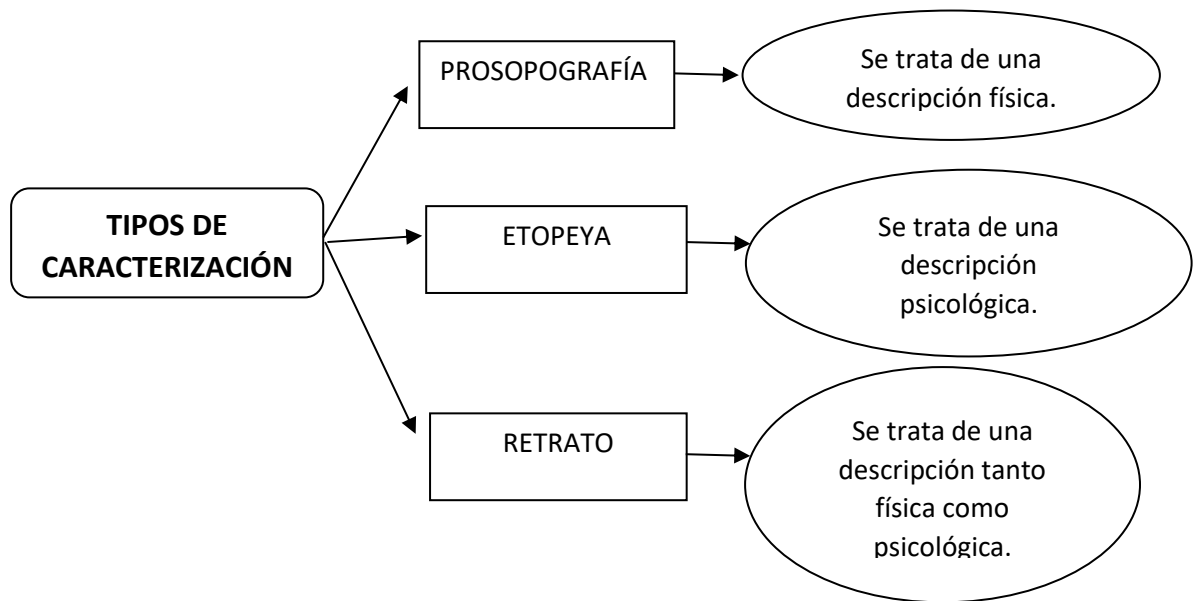 TIPOS DE
CARACTERIZACIÓN
PROSOPOGRAFÍA
Se trata de una
descripción física.
ETOPEYA
Se trata de una
descripción
psicológica.
RETRATO
Se trata de una
descripción tanto
física como
psicológica.